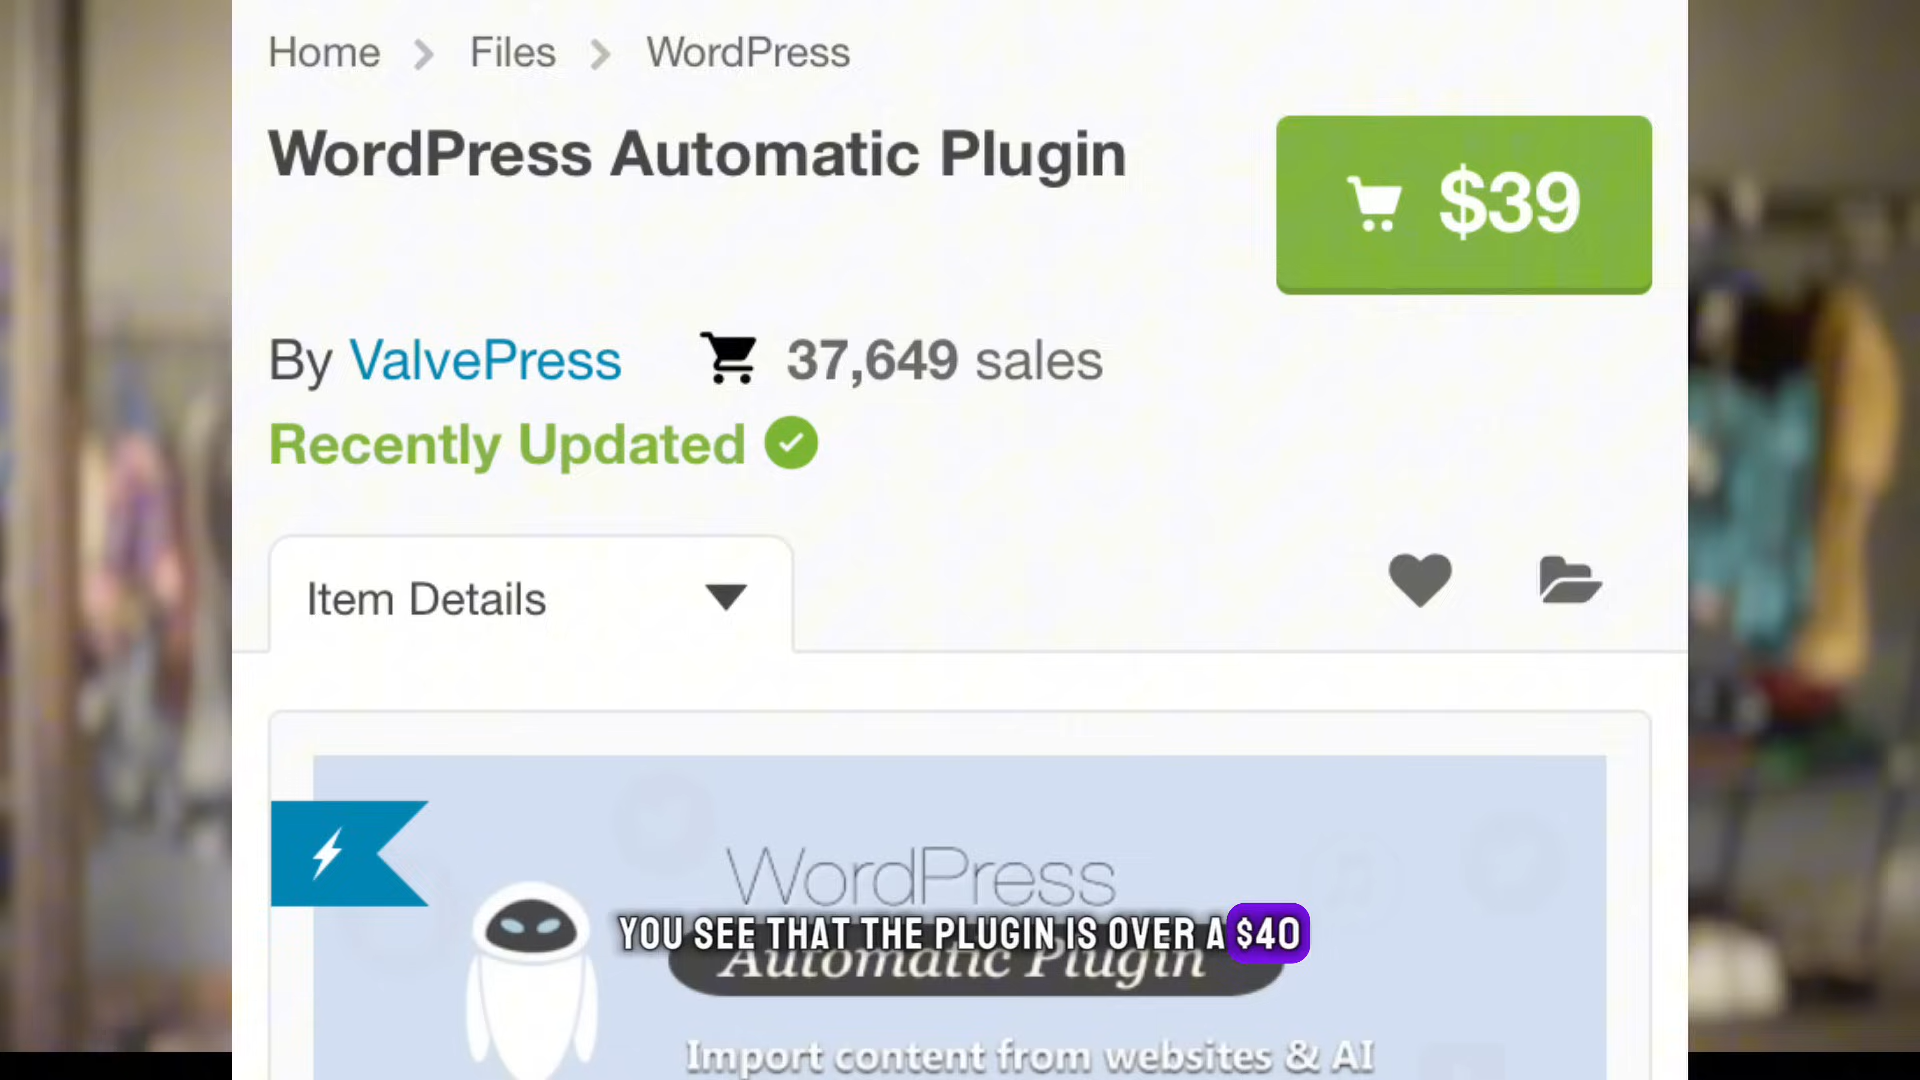 Home > Files > WordPress
WordPress Automatic Plugin
$39
By ValvePress 37,649 sales
Recently Updated
Item Details
WordPress
YOU SEE THAT THE PLUGIN IS OVER A $40
Automatic Plugin
Import content from websites & AI